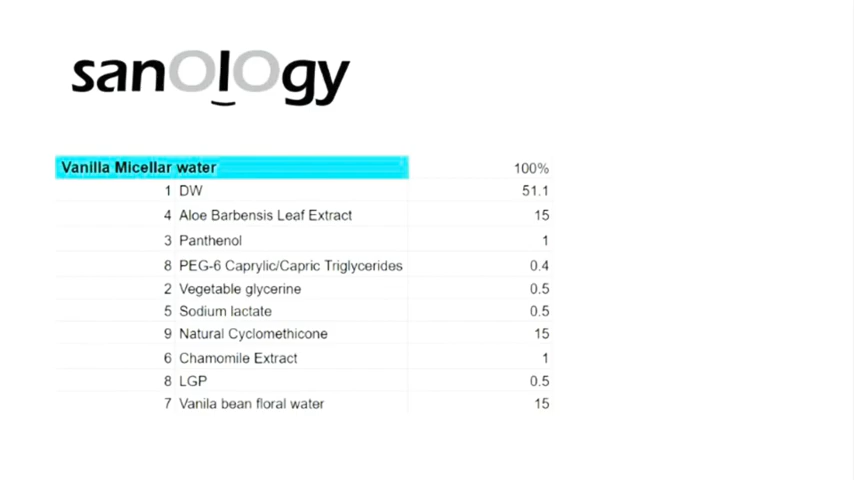 sanology
Vanilla Micellar water 100%
1 DW 51.1
4 Aloe Barbensis Leaf Extract 15
3 Panthenol 1
8 PEG-6 Caprylic/Capric Triglycerides 0.4
2 Vegetable glycerine 0.5
5 Sodium lactate 0.5
9 Natural Cyclomethicone 15
6 Chamomile Extract 1
8 LGP 0.5
7 Vanila bean floral water 15